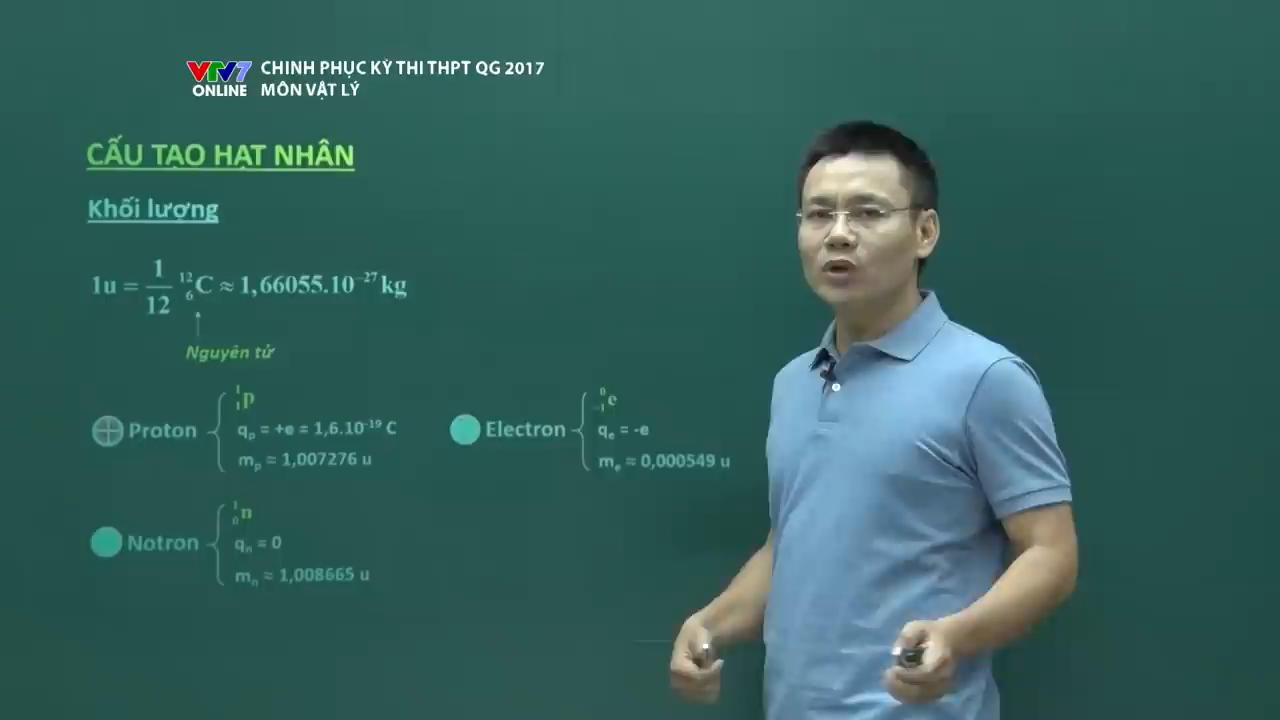 VTV7
ONLINE
CHINH PHỤC KỲ THI THPT QG 2017
MÔN VẬT LÝ
CẤU TẠO HẠT NHÂN
Khối lượng
1u = 1/12 ¹²₆C ≈ 1,66055.10⁻²⁷ kg
Nguyên tử
Proton
¹₁p
qₚ = +e = 1,6.10⁻¹⁹ C
mₚ ≈ 1,007276 u
Electron
⁰₋₁e
qₑ = -e
mₑ ≈ 0,000549 u
Notron
¹₀n
qₙ = 0
mₙ ≈ 1,008665 u